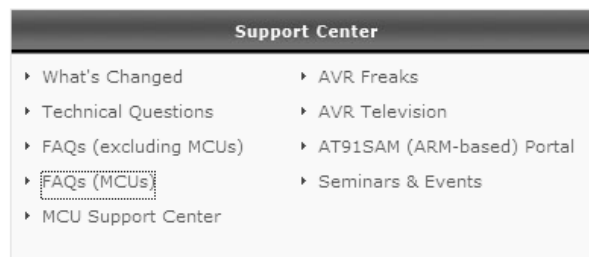 Support Center
What's Changed
Technical Questions
FAQs (excluding MCUs)
FAQs (MCUs)
MCU Support Center
AVR Freaks
AVR Television
AT91SAM (ARM-based) Portal
Seminars & Events